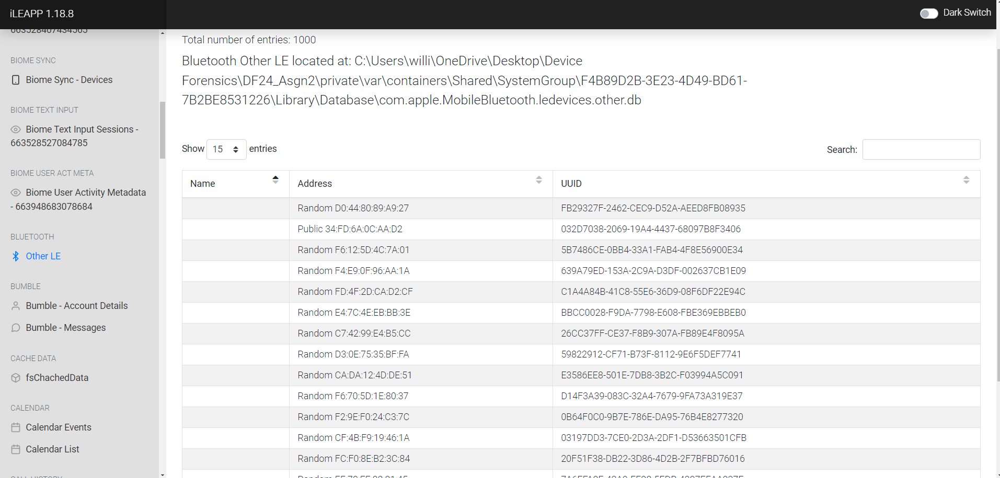 iLEAPP 1.18.8
Dark Switch
663528407434565
BIOME SYNC
Biome Sync - Devices
BIOME TEXT INPUT
Biome Text Input Sessions -
663528527084785
BIOME USER ACT META
Biome User Activity Metadata
- 663948683078684
BLUETOOTH
Other LE
BUMBLE
Bumble - Account Details
Bumble - Messages
CACHE DATA
fsChachedData
CALENDAR
Calendar Events
Calendar List
CALL HISTORY
Total number of entries: 1000
Bluetooth Other LE located at: C:\Users\willi\OneDrive\Desktop\Device
Forensics\DF24_Asgn2\private\var\containers\Shared\SystemGroup\F4B89D2B-3E23-4D49-BD61-
7B2BE8531226\Library\Database\com.apple.MobileBluetooth.ledevices.other.db
Show 15 entries
Search:
Name Address UUID
Random D0:44:80:89:A9:27 FB29327F-2462-CEC9-D52A-AEED8FB08935
Public 34:FD:6A:0C:AA:D2 032D7038-2069-19A4-4437-68097B8F3406
Random F6:12:5D:4C:7A:01 5B7486CE-0BB4-33A1-FAB4-4F8E56900E34
Random F4:E9:0F:96:AA:1A 639A79ED-153A-2C9A-D3DF-002637CB1E09
Random FD:4F:2D:CA:D2:CF C1A4A84B-41C8-55E6-36D9-08F6DF22E94C
Random E4:7C:4E:EB:BB:3E BBCC0028-F9DA-7798-E608-FBE369EBBEB0
Random C7:42:99:E4:B5:CC 26CC37FF-CE37-F8B9-307A-FB89E4F8095A
Random D3:0E:75:35:BF:FA 59822912-CF71-B73F-8112-9E6F5DEF7741
Random CA:DA:12:4D:DE:51 E3586EE8-501E-7DB8-3B2C-F03994A5C091
Random F6:70:5D:1E:80:37 D14F3A39-083C-32A4-7679-9FA73A319E37
Random F2:9E:F0:24:C3:7C 0B64F0C0-9B7E-786E-DA95-76B4E8277320
Random CF:4B:F9:19:46:1A 03197DD3-7CE0-2D3A-2DF1-D53663501CFB
Random FC:F0:8E:B2:3C:84 20F51F38-DB22-3D86-4D2B-2F7BFBD76016
Random